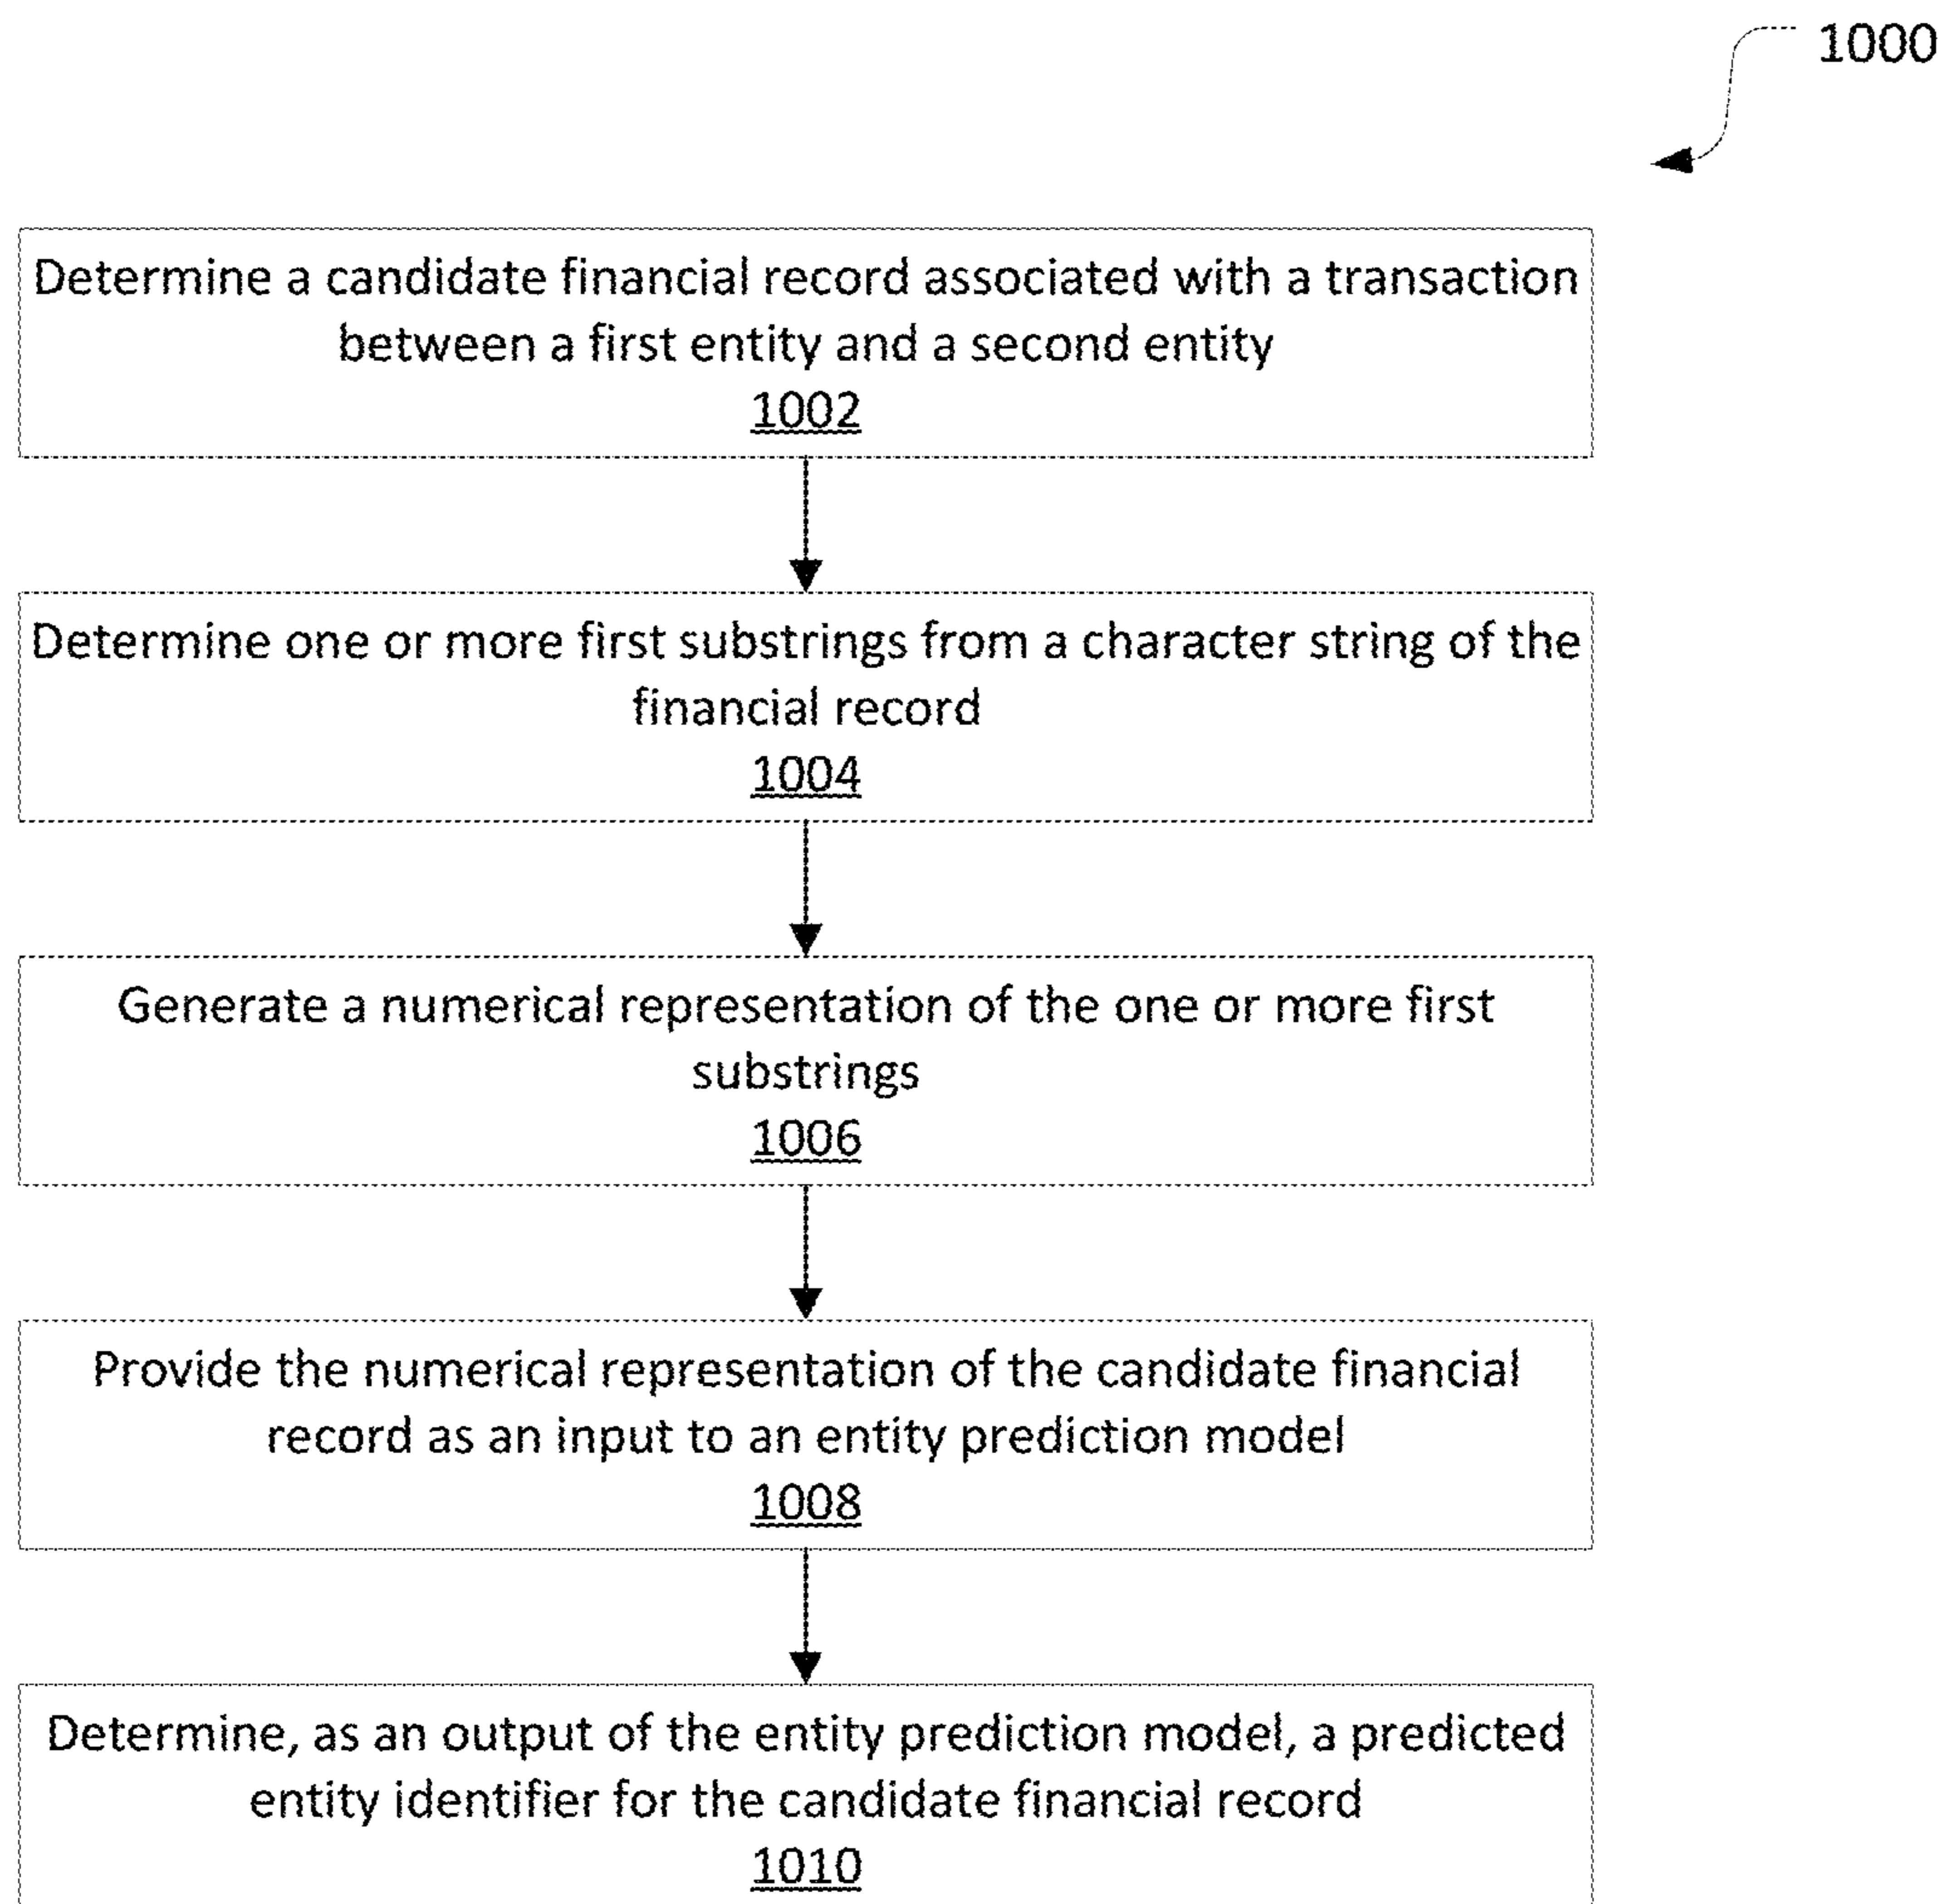 1000
Determine a candidate financial record associated with a transaction
between a first entity and a second entity
1002
Determine one or more first substrings from a character string of the
financial record
1004
Generate a numerical representation of the one or more first
substrings
1006
Provide the numerical representation of the candidate financial
record as an input to an entity prediction model
1008
Determine, as an output of the entity prediction model, a predicted
entity identifier for the candidate financial record
1010